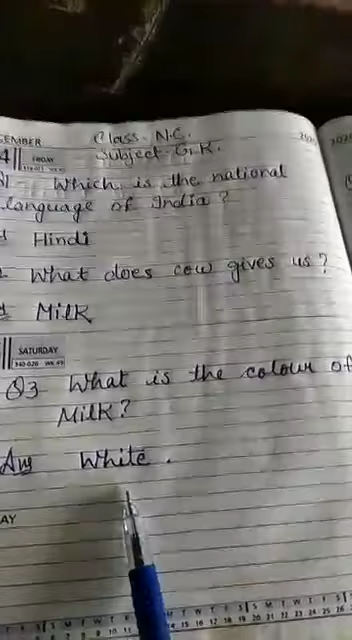 Class - N.C.
Subject - G.K.
FRIDAY
Which is the national
language of India?
Hindi
What does cow gives us?
Milk
SATURDAY
Q3 What is the colour of
Milk?
Ans White.